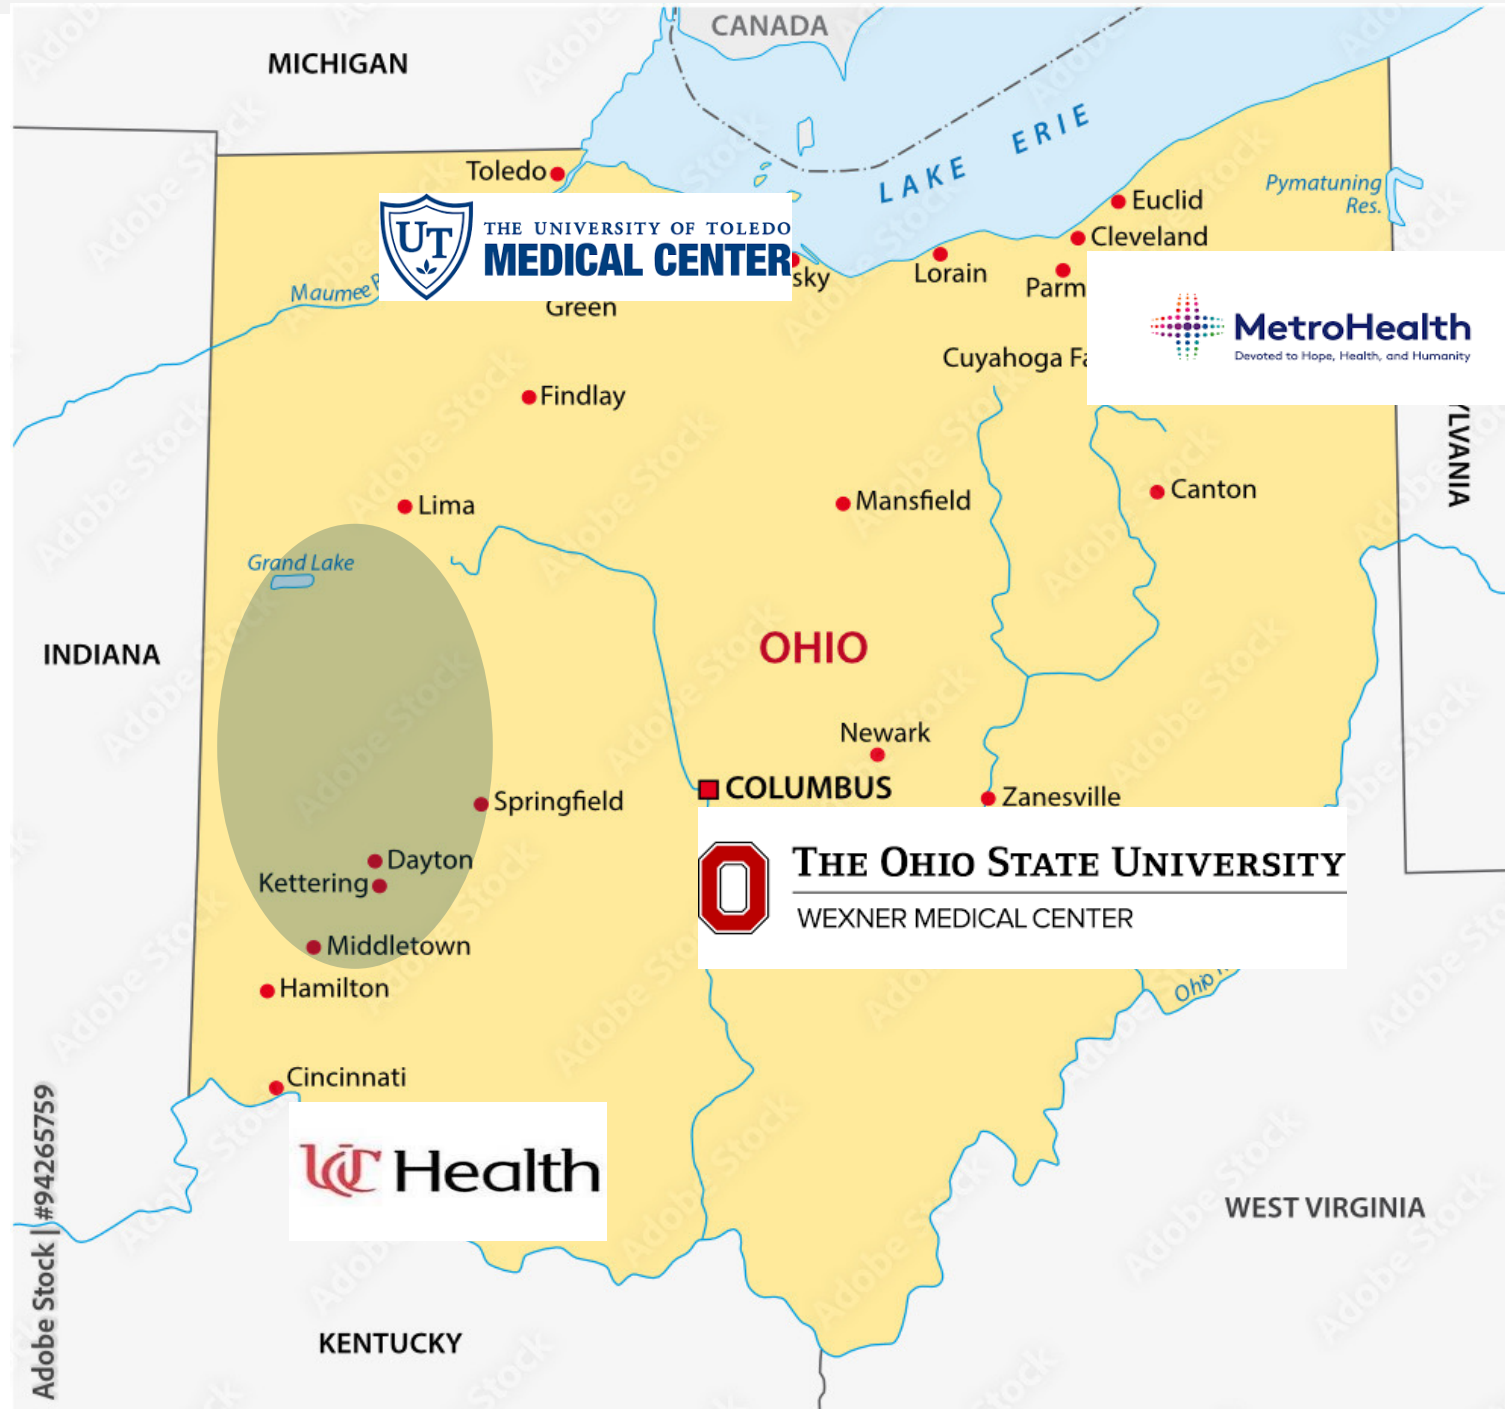 CANADA
MICHIGAN
LAKE ERIE
Toledo
Euclid
Pymatuning
Res.
Cleveland
UT
THE UNIVERSITY OF TOLEDO
MEDICAL CENTER
sky
Lorain
Parm
Maumee
Green
MetroHealth
Devoted to Hope, Health, and Humanity
Cuyahoga Fa
Findlay
YLVANIA
Lima
Mansfield
Canton
Grand Lake
INDIANA
OHIO
Newark
COLUMBUS
Springfield
Zanesville
Dayton
Kettering
THE OHIO STATE UNIVERSITY
WEXNER MEDICAL CENTER
Middletown
Hamilton
Ohio
Cincinnati
UC Health
WEST VIRGINIA
KENTUCKY
Adobe Stock | #94265759
Adobe Stock